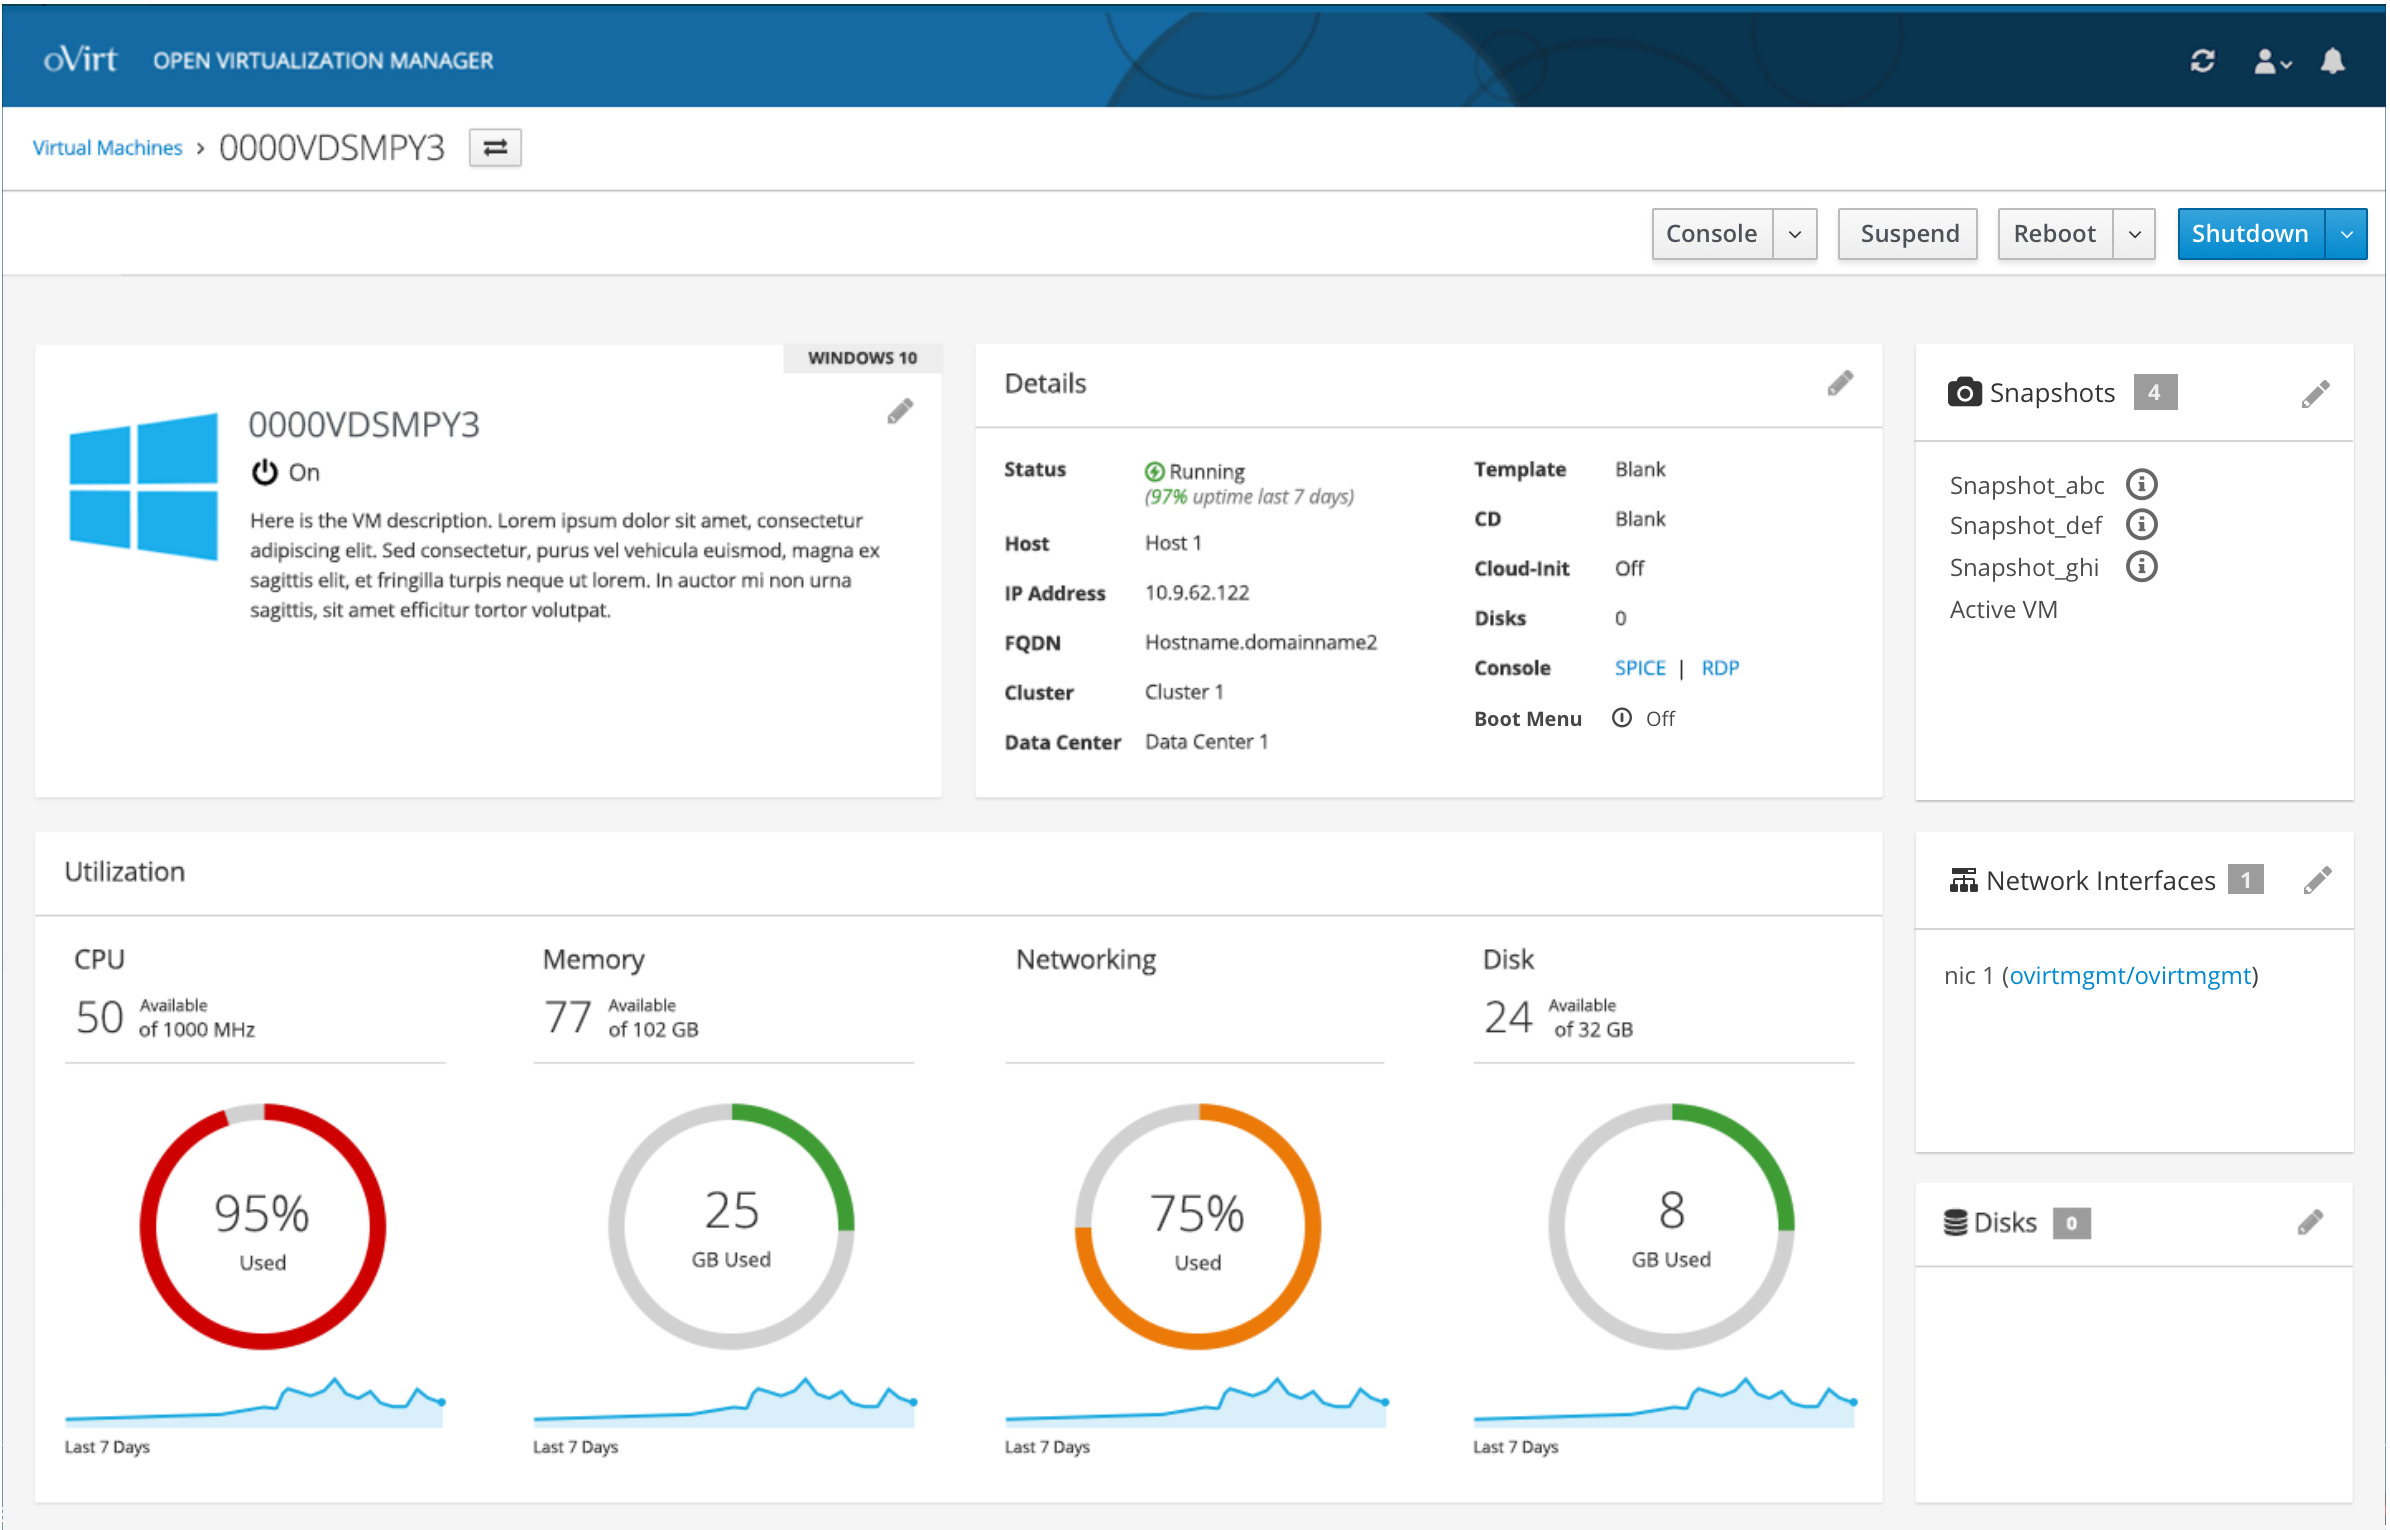 oVirt OPEN VIRTUALIZATION MANAGER
Virtual Machines > 0000VDSMPY3
Console Suspend Reboot Shutdown
WINDOWS 10
0000VDSMPY3
On
Here is the VM description. Lorem ipsum dolor sit amet, consectetur
adipiscing elit. Sed consectetur, purus vel vehicula euismod, magna ex
sagittis elit, et fringilla turpis neque ut lorem. In auctor mi non urna
sagittis, sit amet efficitur tortor volutpat.
Details
Status Running
(97% uptime last 7 days)
Host Host 1
IP Address 10.9.62.122
FQDN Hostname.domainname2
Cluster Cluster 1
Data Center Data Center 1
Template Blank
CD Blank
Cloud-Init Off
Disks 0
Console SPICE | RDP
Boot Menu Off
Snapshots 4
Snapshot_abc
Snapshot_def
Snapshot_ghi
Active VM
Utilization
CPU
50 Available
of 1000 MHz
95%
Used
Last 7 Days
Memory
77 Available
of 102 GB
25
GB Used
Last 7 Days
Networking
75%
Used
Last 7 Days
Disk
24 Available
of 32 GB
8
GB Used
Last 7 Days
Network Interfaces 1
nic 1 (ovirtmgmt/ovirtmgmt)
Disks 0